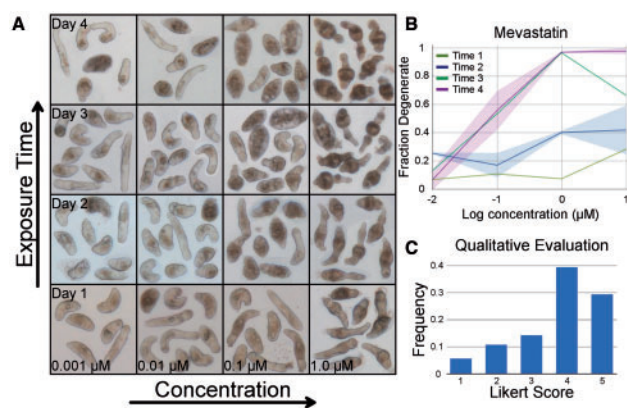 A
Day 4
Day 3
Day 2
Day 1
0.001 µM
0.01 µM
0.1 µM
1.0 µM
Exposure Time
Concentration
B
Mevastatin
Time 1
Time 2
Time 3
Time 4
Fraction Degenerate
1
0.8
0.6
0.4
0.2
0
-2
-1
0
1
Log concentration (µM)
C
Qualitative Evaluation
Frequency
0.4
0.3
0.2
0.1
0
1
2
3
4
5
Likert Score